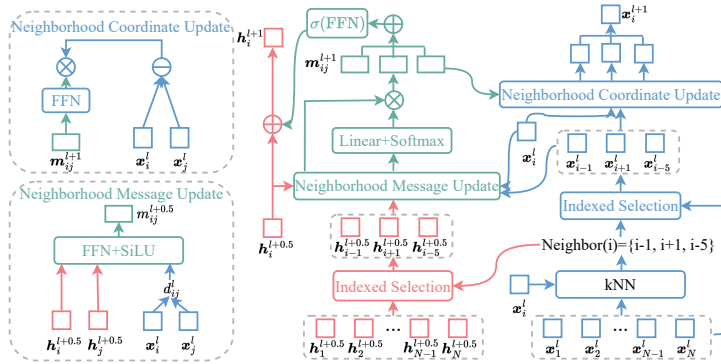 Neighborhood Coordinate Update
FFN
m_{ij}^{l+1}
x_i^l
x_j^l
Neighborhood Message Update
m_{ij}^{l+0.5}
FFN+SiLU
d_{ij}^l
h_i^{l+0.5}
h_j^{l+0.5}
x_i^l
x_j^l
h_i^{l+1}
σ(FFN)
m_{ij}^{l+1}
Linear+Softmax
Neighborhood Message Update
h_i^{l+0.5}
h_{i-1}^{l+0.5} h_{i+1}^{l+0.5} h_{i-5}^{l+0.5}
Indexed Selection
...
h_1^{l+0.5} h_2^{l+0.5} h_{N-1}^{l+0.5} h_N^{l+0.5}
x_i^{l+1}
Neighborhood Coordinate Update
x_i^l
x_{i-1}^l x_{i+1}^l x_{i-5}^l
Indexed Selection
Neighbor(i)={i-1, i+1, i-5}
kNN
x_i^l
...
x_1^l x_2^l x_{N-1}^l x_N^l